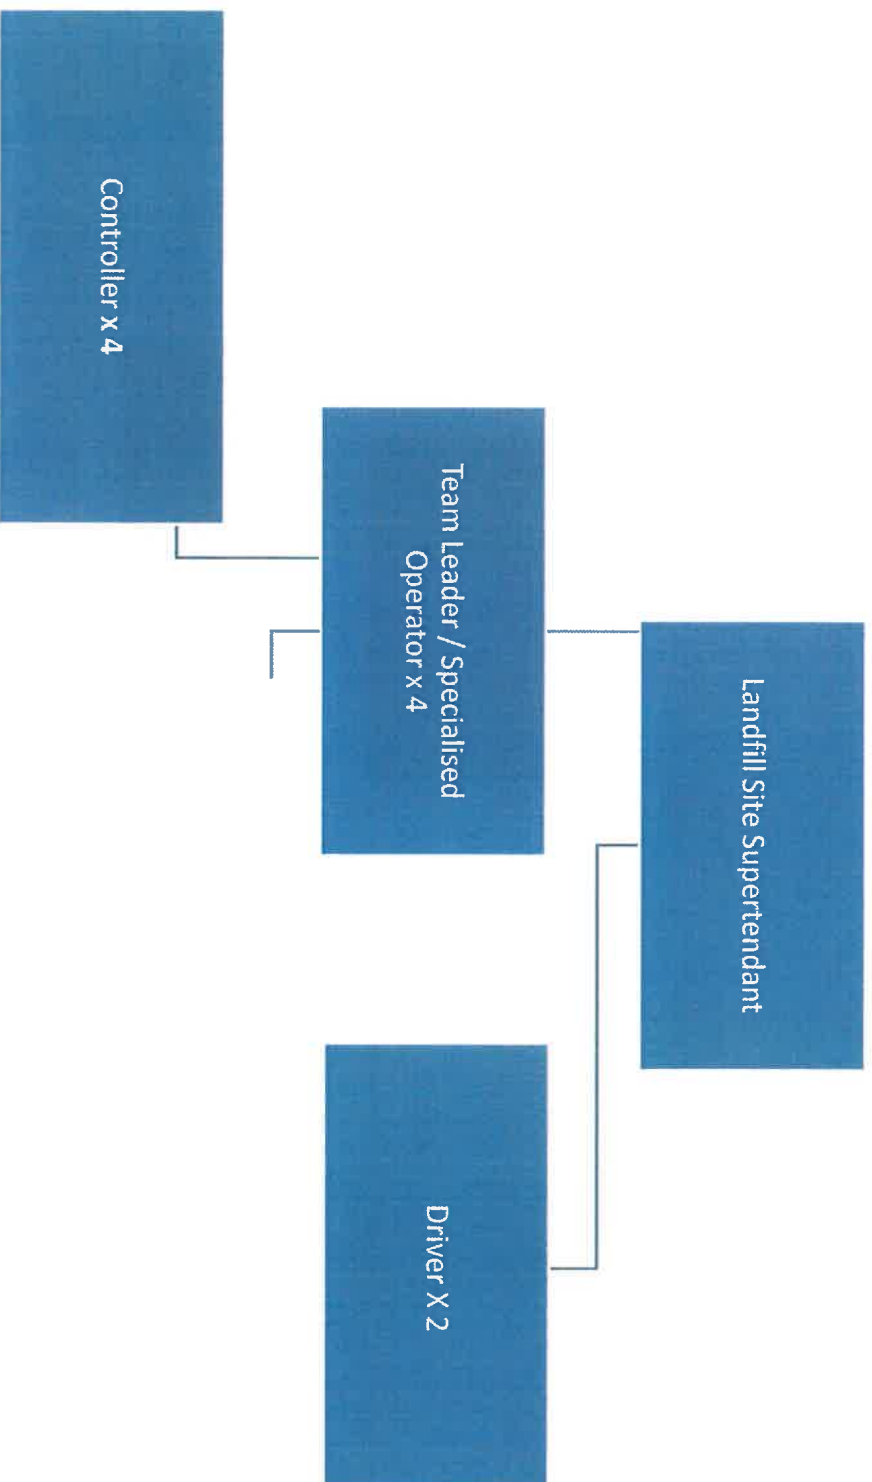 Landfill Site Supertendant
Team Leader / Specialised
Operator x 4
Driver X 2
Controller x 4